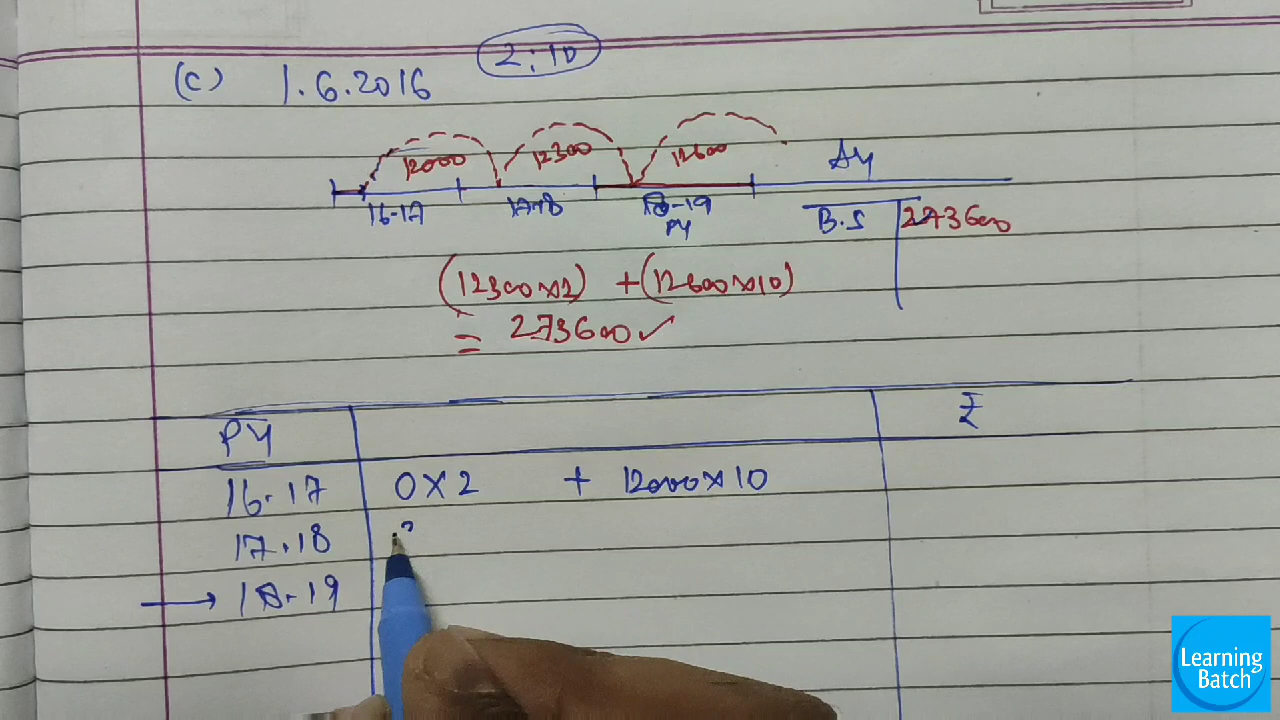 2:10
(C) 1.6.2016
12000 12300 12600 AY
16-17 17-18 18-19 B.S 273600
PY
(12300×2) + (12600×10)
= 273600 ✓
PY ₹
16-17 0×2 + 12000×10
17-18
→ 18-19
Learning
Batch